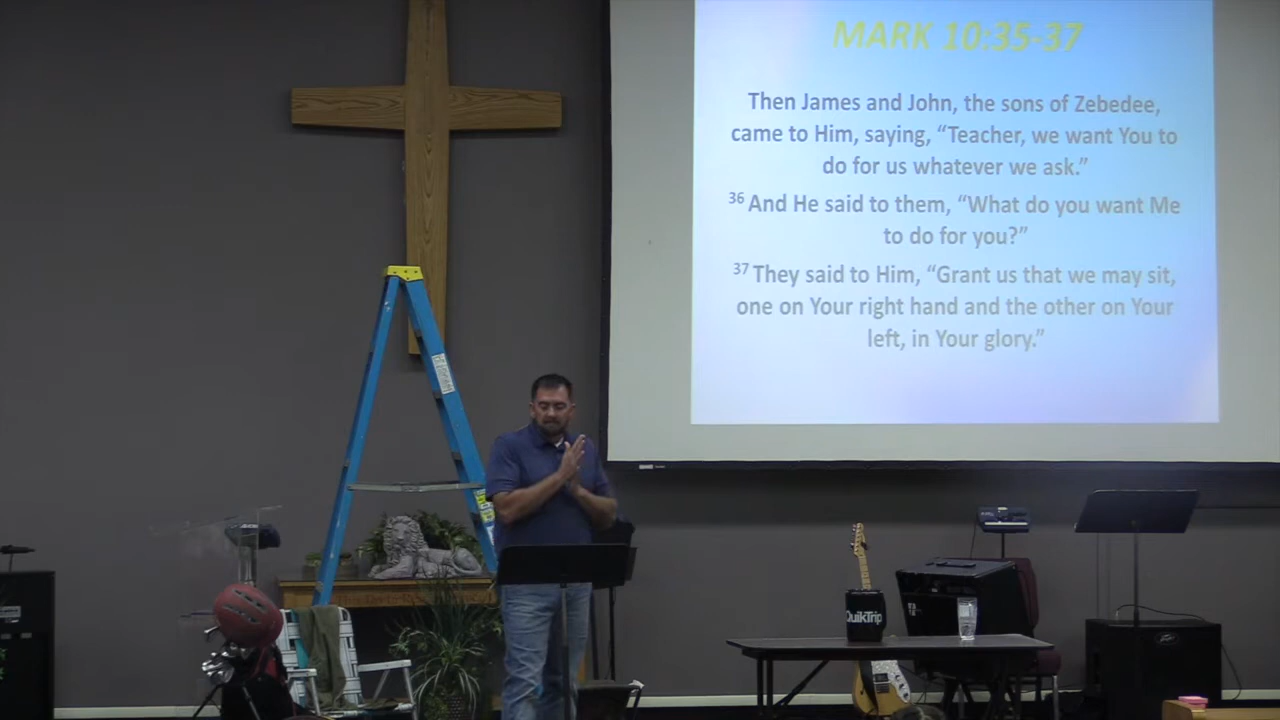 MARK 10:35-37
Then James and John, the sons of Zebedee,
came to Him, saying, “Teacher, we want You to
do for us whatever we ask.”
36 And He said to them, “What do you want Me
to do for you?”
37 They said to Him, “Grant us that we may sit,
one on Your right hand and the other on Your
left, in Your glory.”
QuikTrip